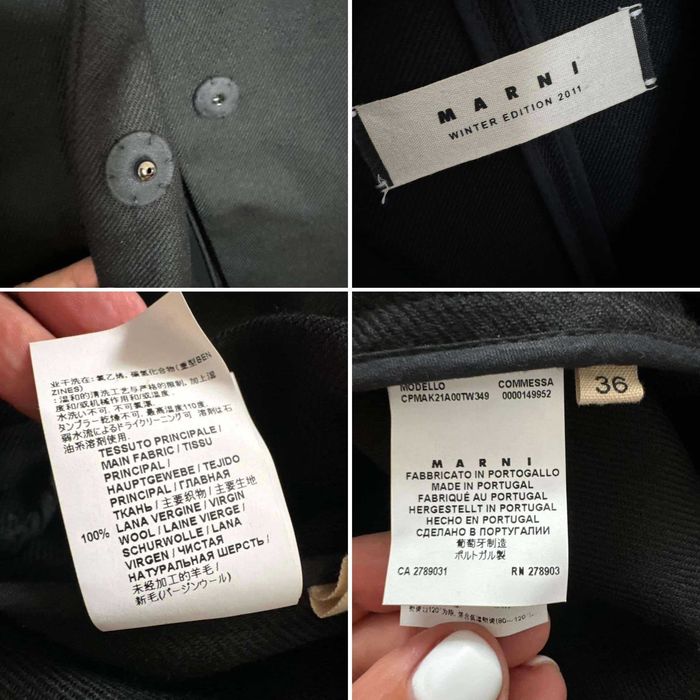 MARNI
WINTER EDITION 2011
业干洗在: 氯乙烯, 碳氢化合物(重型BEN
ZINES)
:温和的清洗工艺与严格的限制, 加上湿
度和/或机械作用和/或温度.
水洗い不可. 不可氯漂.
タンブラー乾燥不可. 最高温度110度.
弱水流によるドライクリーニング可 溶剤は石
油系溶剤使用.
TESSUTO PRINCIPALE /
MAIN FABRIC / TISSU
PRINCIPAL /
HAUPTGEWEBE / TEJIDO
PRINCIPAL / ГЛАВНАЯ
ТКАНЬ / 主要织物 / 主要生地
100% LANA VERGINE / VIRGIN
WOOL / LAINE VIERGE /
SCHURWOLLE / LANA
VIRGEN / ЧИСТАЯ
НАТУРАЛЬНАЯ ШЕРСТЬ /
未经加工的羊毛 /
新毛(バージンウール)
36
MODELLO COMMESSA
CPMAK21A00TW349 0000149952
MARNI
FABBRICATO IN PORTOGALLO
MADE IN PORTUGAL
FABRIQUÉ AU PORTUGAL
HERGESTELLT IN PORTUGAL
HECHO EN PORTUGAL
СДЕЛАНО В ПОРТУГАЛИИ
葡萄牙制造
ポルトガル製
CA 2789031 RN 278903